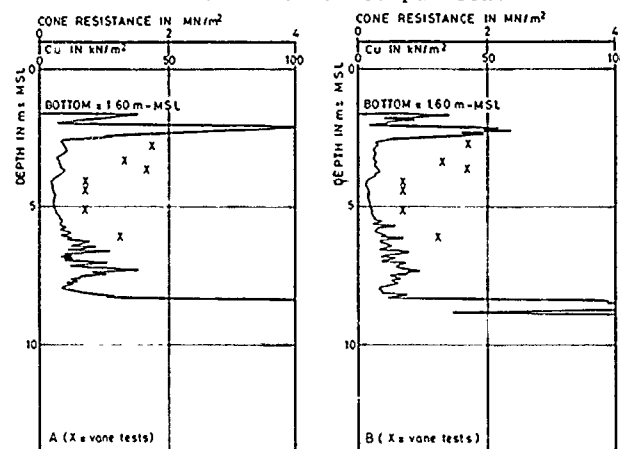 CONE RESISTANCE IN MN/m²
0 2 4
Cu IN kN/m²
0 50 100
BOTTOM = 1.60 m-MSL
DEPTH IN m ± MSL
0
5
10
A (X = vane tests)
CONE RESISTANCE IN MN/m²
0 2 4
Cu IN kN/m²
0 50 100
BOTTOM = 1.60 m-MSL
DEPTH IN m ± MSL
0
5
10
B (X = vane tests)